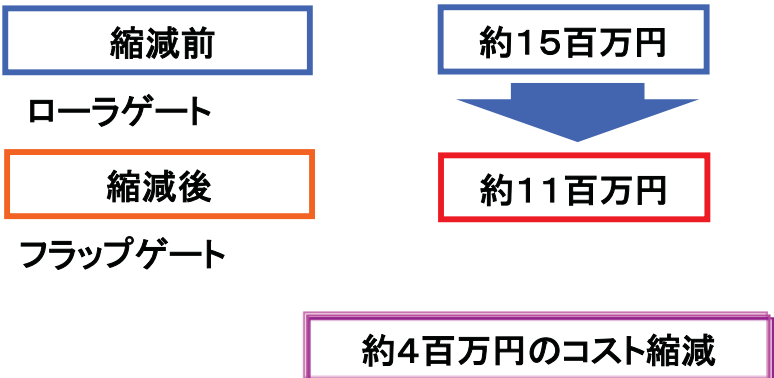 縮減前
約15百万円
ローラゲート
縮減後
約11百万円
フラップゲート
約4百万円のコスト縮減